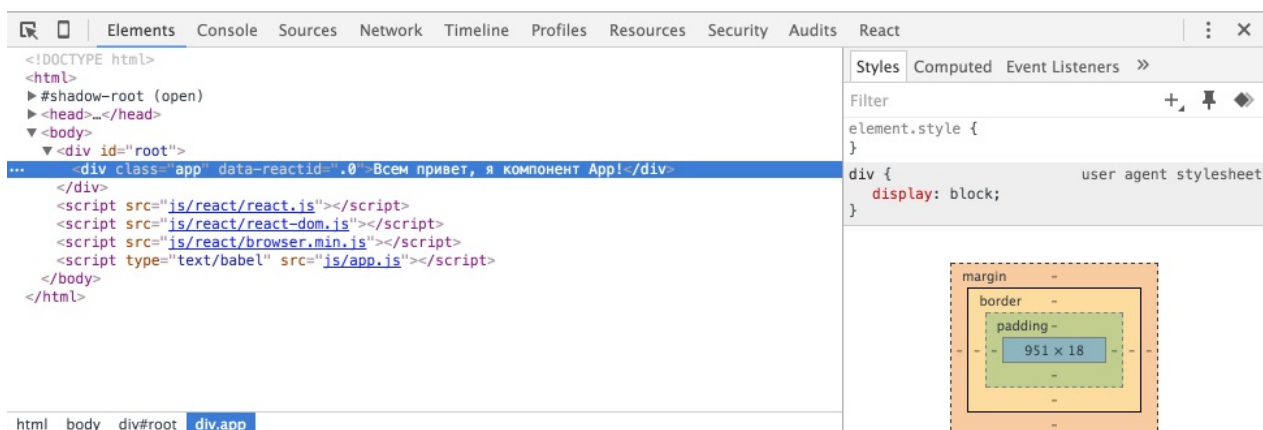 Elements Console Sources Network Timeline Profiles Resources Security Audits React
<!DOCTYPE html>
<html>
▶#shadow-root (open)
▶<head>…</head>
▼<body>
▼<div id="root">
<div class="app" data-reactid=".0">Всем привет, я компонент App!</div>
</div>
<script src="js/react/react.js"></script>
<script src="js/react/react-dom.js"></script>
<script src="js/react/browser.min.js"></script>
<script type="text/babel" src="js/app.js"></script>
</body>
</html>
html body div#root div.app
Styles Computed Event Listeners »
Filter
element.style {
}
div { user agent stylesheet
display: block;
}
margin -
border -
padding -
- - - 951 × 18 - - -
-
-
-